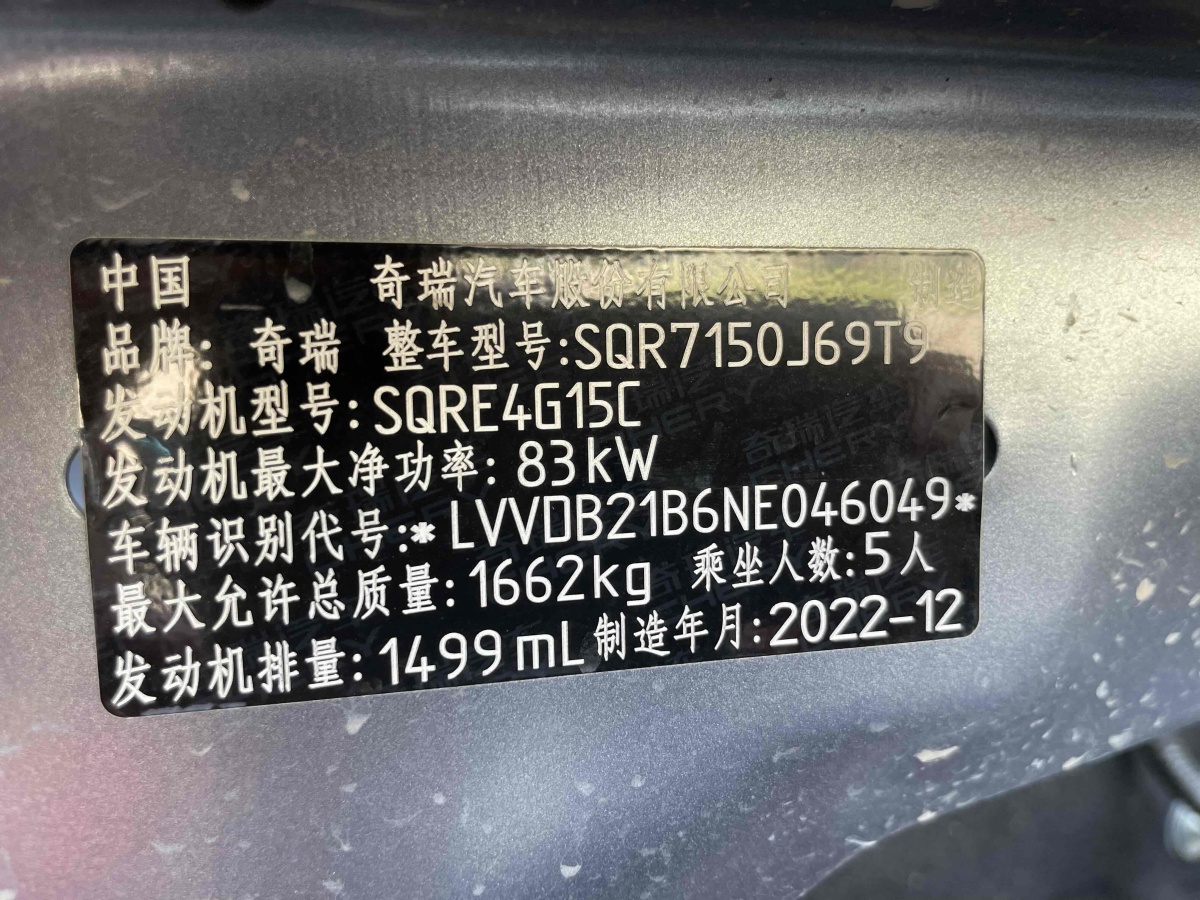 中国 奇瑞汽车股份有限公司 制造
品牌: 奇瑞 整车型号:SQR7150J69T9
发动机型号:SQRE4G15C
发动机最大净功率: 83kW
车辆识别代号:*LVVDB21B6NE046049*
最大允许总质量:1662kg 乘坐人数:5人
发动机排量:1499mL 制造年月:2022-12